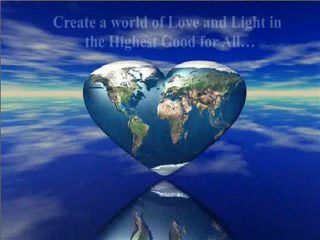 Create a world of Love and Light in
the Highest Good for All...